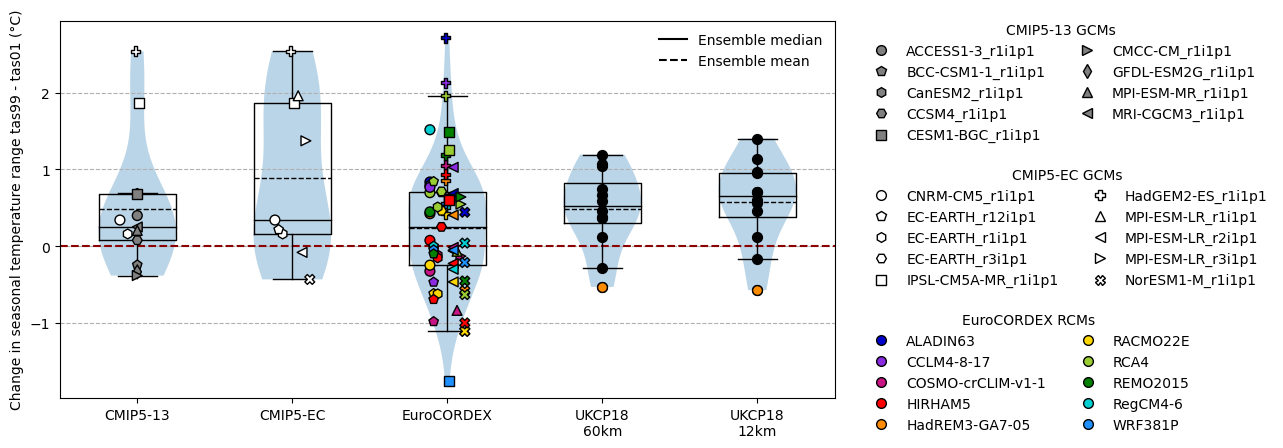 Change in seasonal temperature range tas99 - tas01 (°C)
2
1
0
−1
Ensemble median
Ensemble mean
CMIP5-13
CMIP5-EC
EuroCORDEX
UKCP18
60km
UKCP18
12km
CMIP5-13 GCMs
ACCESS1-3_r1i1p1
BCC-CSM1-1_r1i1p1
CanESM2_r1i1p1
CCSM4_r1i1p1
CESM1-BGC_r1i1p1
CMCC-CM_r1i1p1
GFDL-ESM2G_r1i1p1
MPI-ESM-MR_r1i1p1
MRI-CGCM3_r1i1p1
CMIP5-EC GCMs
CNRM-CM5_r1i1p1
EC-EARTH_r12i1p1
EC-EARTH_r1i1p1
EC-EARTH_r3i1p1
IPSL-CM5A-MR_r1i1p1
HadGEM2-ES_r1i1p1
MPI-ESM-LR_r1i1p1
MPI-ESM-LR_r2i1p1
MPI-ESM-LR_r3i1p1
NorESM1-M_r1i1p1
EuroCORDEX RCMs
ALADIN63
CCLM4-8-17
COSMO-crCLIM-v1-1
HIRHAM5
HadREM3-GA7-05
RACMO22E
RCA4
REMO2015
RegCM4-6
WRF381P